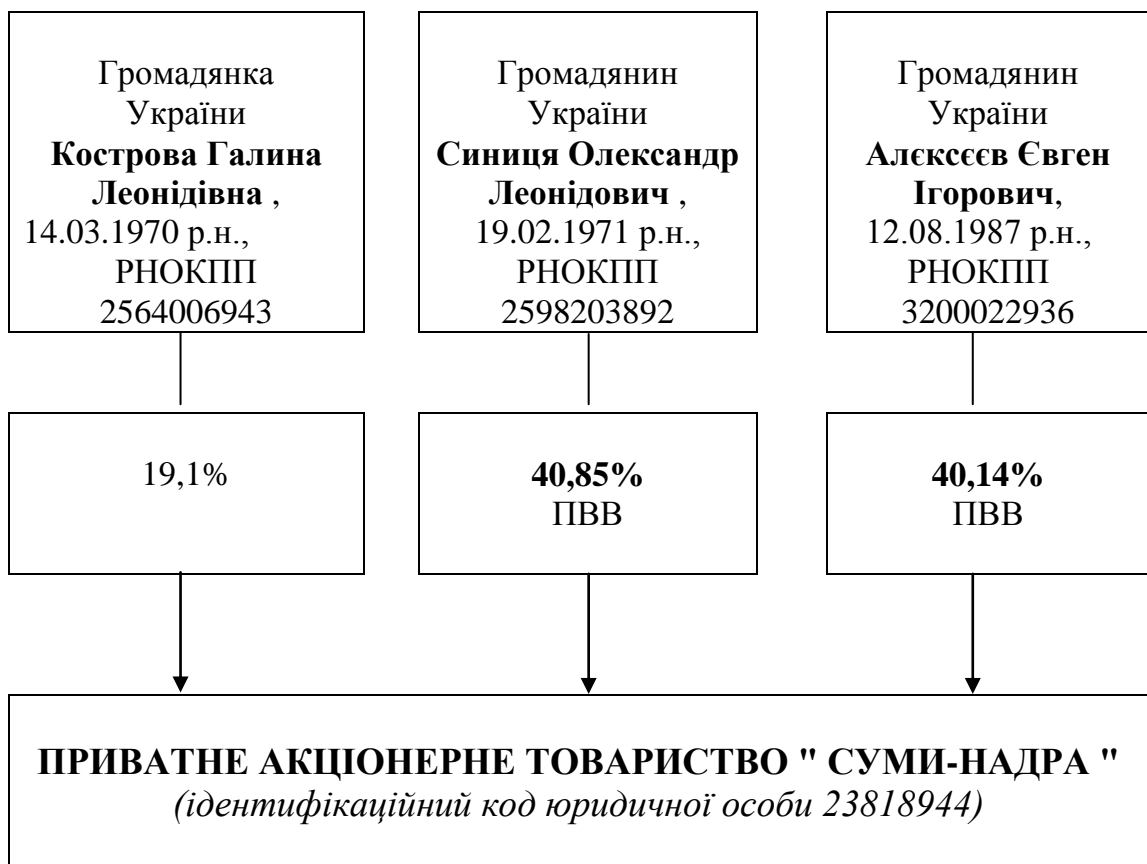 Громадянка
України
Кострова Галина
Леонідівна ,
14.03.1970 р.н.,
РНОКПП
2564006943
Громадянин
України
Синиця Олександр
Леонідович ,
19.02.1971 р.н.,
РНОКПП
2598203892
Громадянин
України
Алєксєєв Євген
Ігорович,
12.08.1987 р.н.,
РНОКПП
3200022936
19,1%
40,85%
ПВВ
40,14%
ПВВ
ПРИВАТНЕ АКЦІОНЕРНЕ ТОВАРИСТВО " СУМИ-НАДРА "
(ідентифікаційний код юридичної особи 23818944)